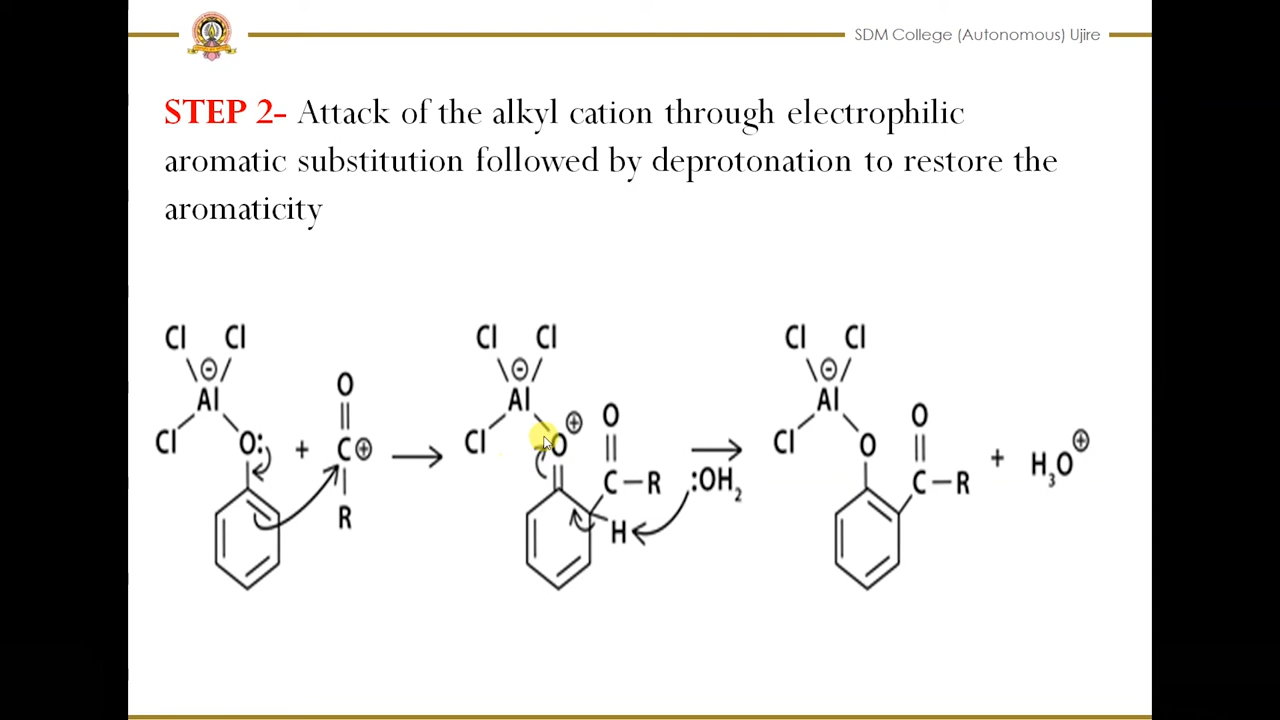 SDM College (Autonomous) Ujire
STEP 2- Attack of the alkyl cation through electrophilic
aromatic substitution followed by deprotonation to restore the
aromaticity
Cl Cl Cl Cl Cl Cl
⊖ ⊖ ⊖
Al O Al ⊕ O Al O
Cl O: + C⊕ Cl O Cl O + H₃O⊕
R C–R :OH₂ C–R
H